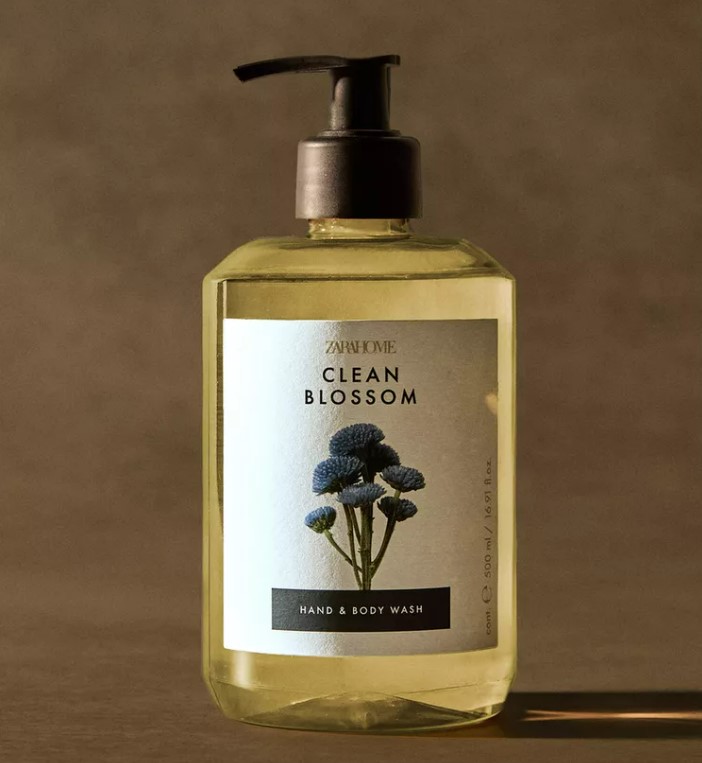 ZARAHOME
CLEAN
BLOSSOM
HAND & BODY WASH
cont. ℮ 500 ml / 16.91 fl.oz.